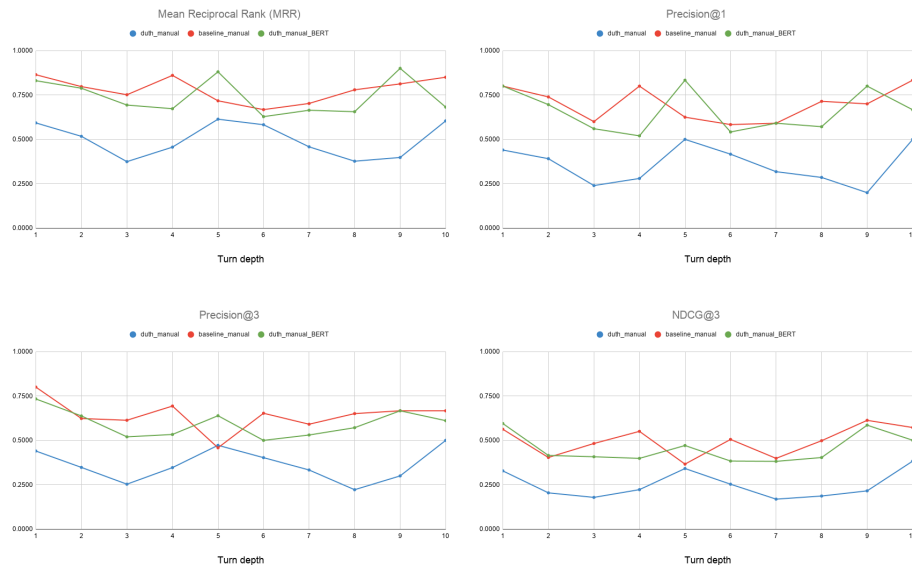 Mean Reciprocal Rank (MRR)
duth_manual baseline_manual duth_manual_BERT
1.0000
0.7500
0.5000
0.2500
0.0000
1 2 3 4 5 6 7 8 9 10
Turn depth
Precision@1
duth_manual baseline_manual duth_manual_BERT
1.0000
0.7500
0.5000
0.2500
0.0000
1 2 3 4 5 6 7 8 9
Turn depth
Precision@3
duth_manual baseline_manual duth_manual_BERT
1.0000
0.7500
0.5000
0.2500
0.0000
1 2 3 4 5 6 7 8 9 10
Turn depth
NDCG@3
duth_manual baseline_manual duth_manual_BERT
1.0000
0.7500
0.5000
0.2500
0.0000
1 2 3 4 5 6 7 8 9
Turn depth